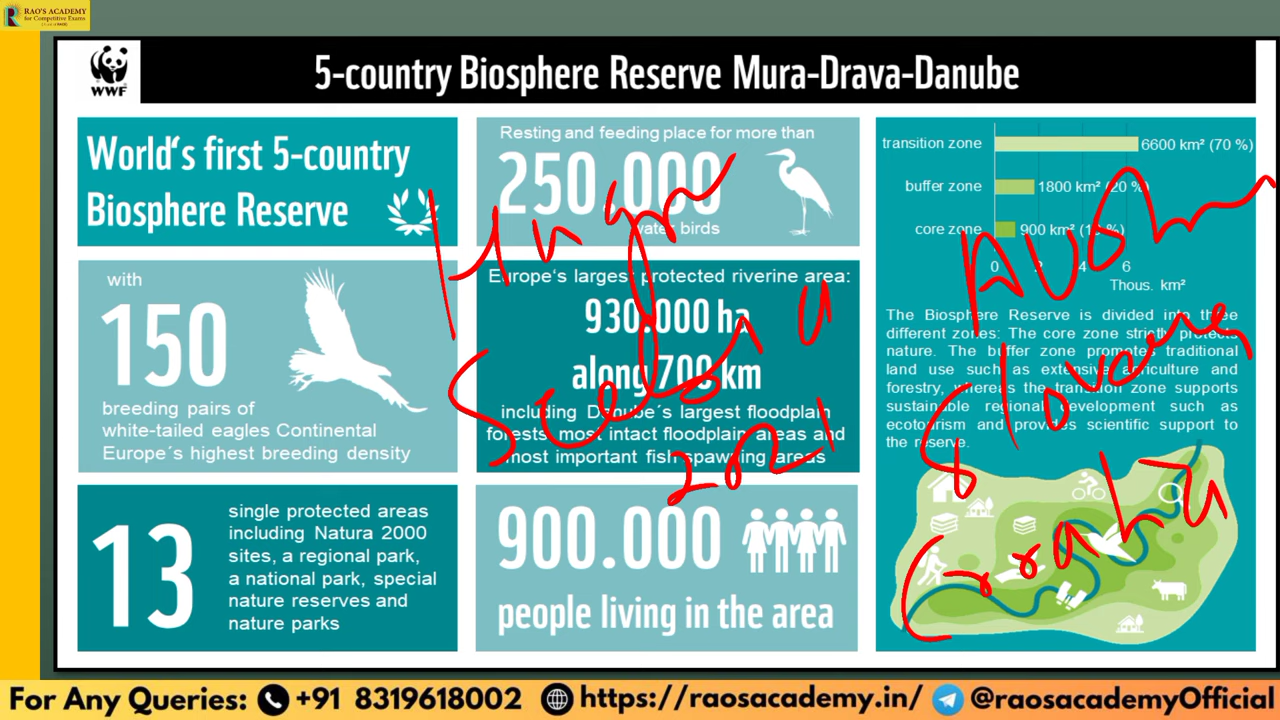 RAO'S ACADEMY
for Competitive Exams
WWF
5-country Biosphere Reserve Mura-Drava-Danube
World's first 5-country
Biosphere Reserve
with
150
breeding pairs of
white-tailed eagles Continental
Europe´s highest breeding density
13
single protected areas
including Natura 2000
sites, a regional park,
a national park, special
nature reserves and
nature parks
Resting and feeding place for more than
250.000
water birds
Europe's largest protected riverine area:
930.000 ha
along 700 km
including Danube´s largest floodplain
forests, most intact floodplain areas and
most important fish spawning areas
900.000
people living in the area
transition zone 6600 km² (70 %)
buffer zone 1800 km² (20 %)
core zone 900 km² (10 %)
0 2 4 6
Thous. km²
The Biosphere Reserve is divided into three
different zones: The core zone strictly protects
nature. The buffer zone promotes traditional
land use such as extensive agriculture and
forestry, whereas the transition zone supports
sustainable regional development such as
ecotourism and provides scientific support to
the reserve.
2021
For Any Queries: +91 8319618002 https://raosacademy.in/ @raosacademyOfficial